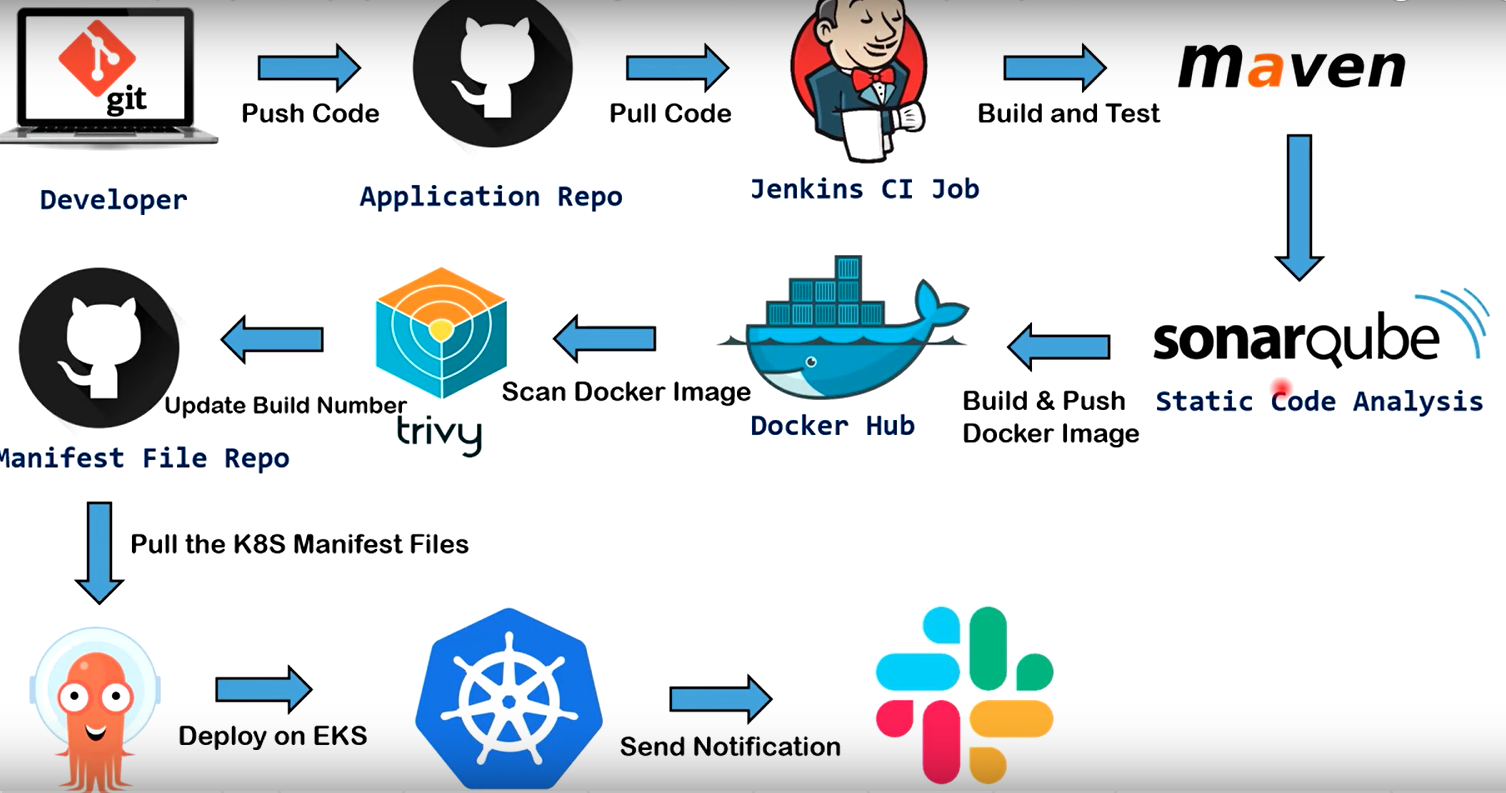 git
Push Code
Pull Code
Build and Test
maven
Developer
Application Repo
Jenkins CI Job
sonarqube
Static Code Analysis
Build & Push
Docker Image
Docker Hub
Scan Docker Image
trivy
Update Build Number
Manifest File Repo
Pull the K8S Manifest Files
Deploy on EKS
Send Notification